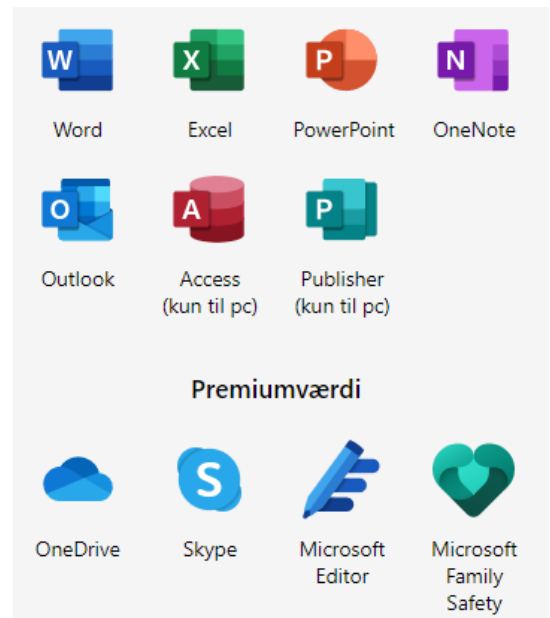 W X P N
Word Excel PowerPoint OneNote
O A P
Outlook Access Publisher
(kun til pc) (kun til pc)
Premiumværdi
S
OneDrive Skype Microsoft Microsoft
Editor Family
Safety